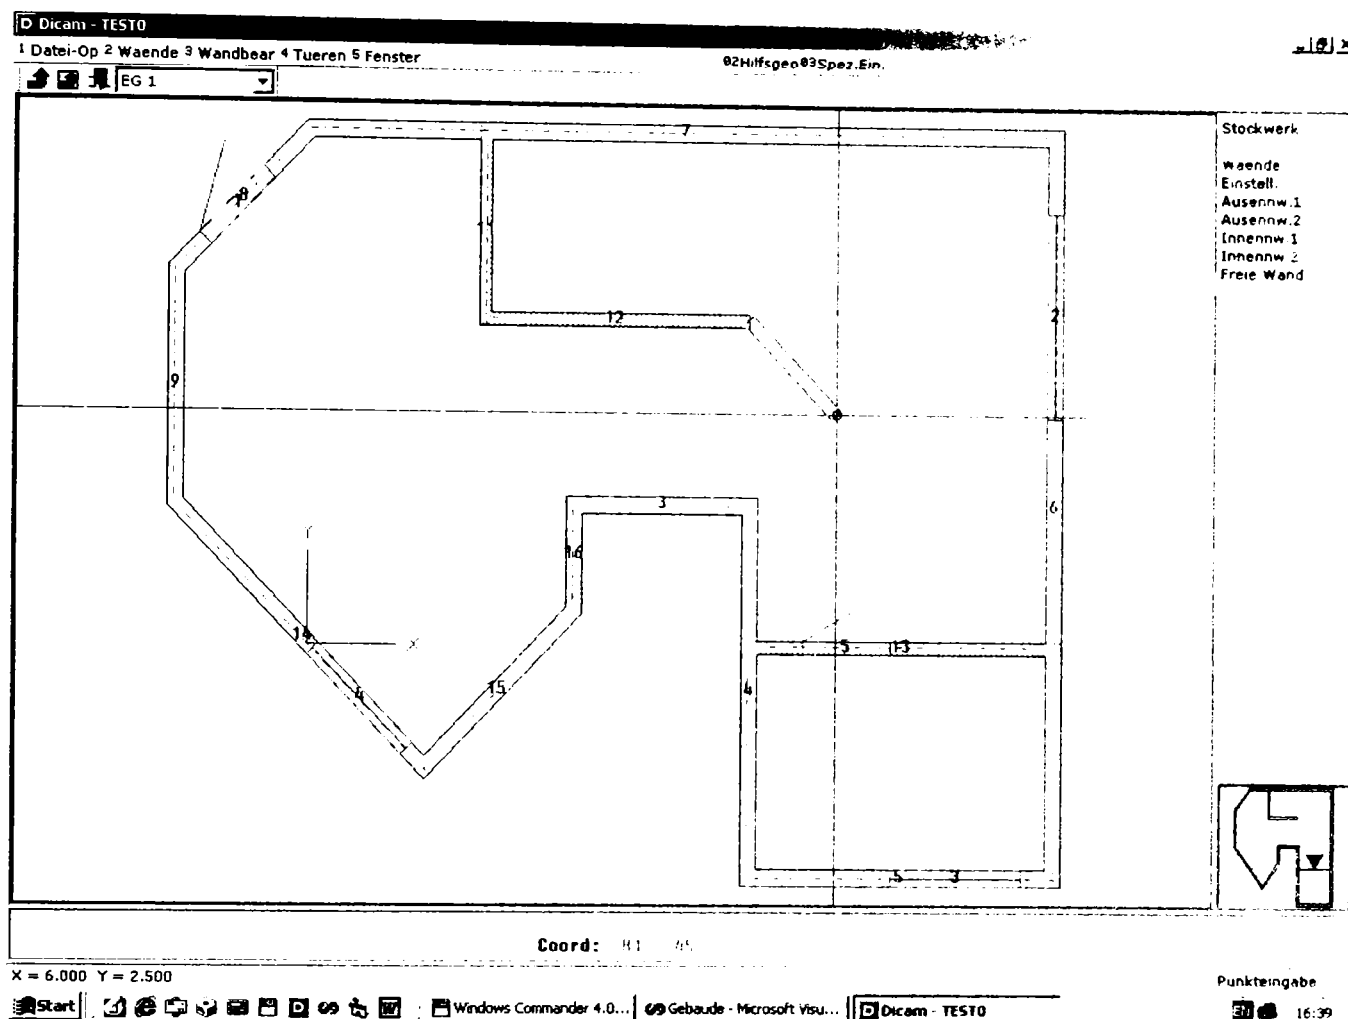 D Dicam - TESTO
1 Datei-Op 2 Waende 3 Wandbear 4 Tueren 5 Fenster
02Hilfsgeo03Spez.Ein.
EG 1
Stockwerk
Waende
Einstell.
Ausennw.1
Ausennw.2
Innennw.1
Innennw.2
Freie Wand
7
8
2
12
9
6
3
16
Y
X
14
5
13
4
15
4
5
3
Coord:
X = 6.000 Y = 2.500
Punkteingabe
Start
Windows Commander 4.0...
Gebaude - Microsoft Visu...
Dicam - TESTO
16:39